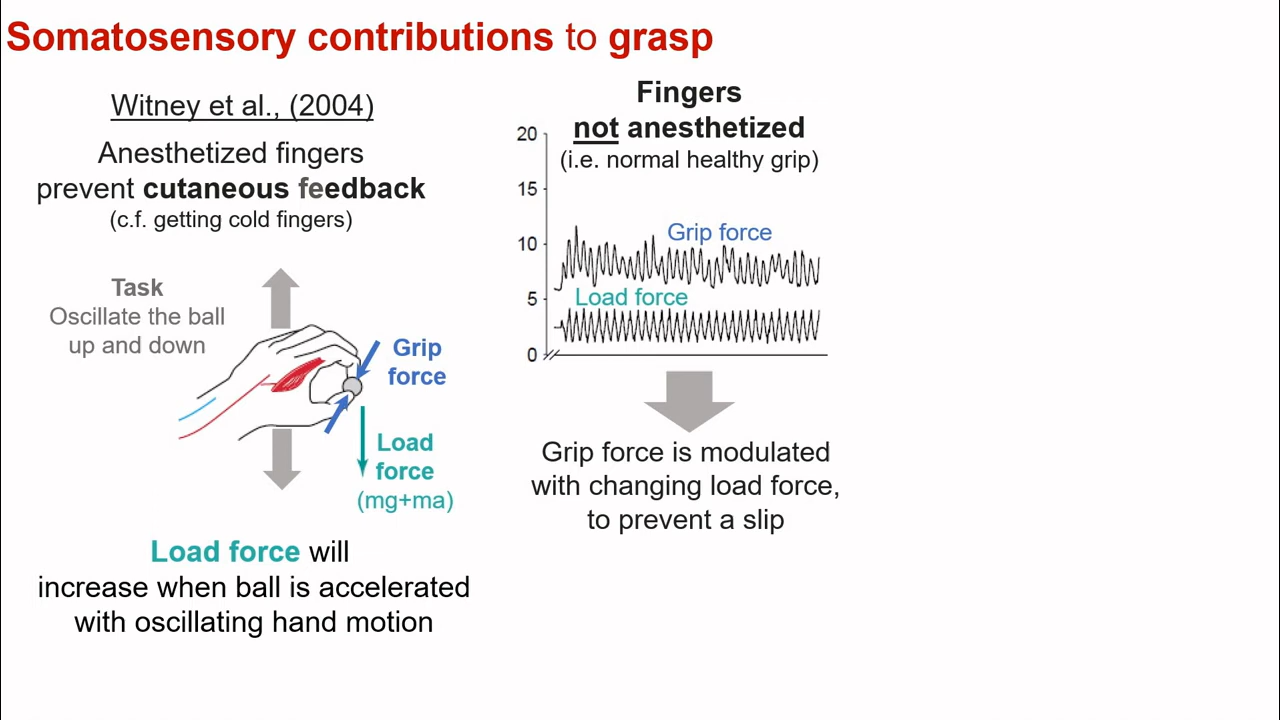 Somatosensory contributions to grasp
Witney et al., (2004)
Anesthetized fingers
prevent cutaneous feedback
(c.f. getting cold fingers)
Task
Oscillate the ball
up and down
Grip
force
Load
force
(mg+ma)
Load force will
increase when ball is accelerated
with oscillating hand motion
Fingers
not anesthetized
(i.e. normal healthy grip)
20
15
10
5
0
Grip force
Load force
Grip force is modulated
with changing load force,
to prevent a slip